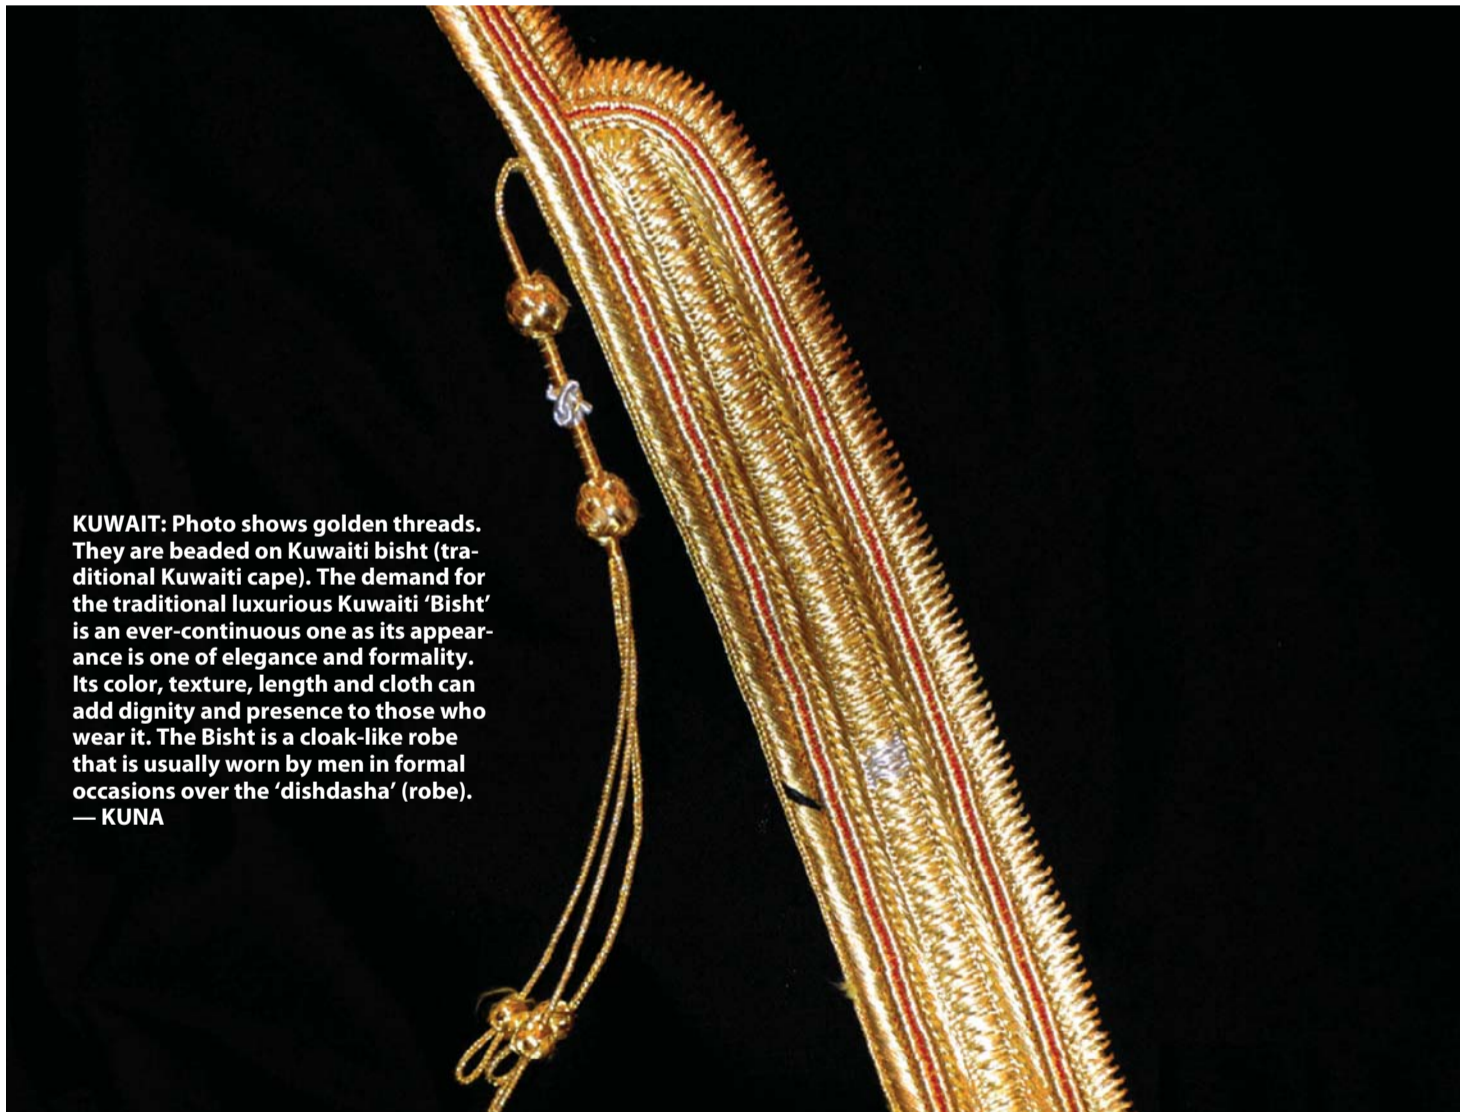 KUWAIT: Photo shows golden threads.
They are beaded on Kuwaiti bisht (tra-
ditional Kuwaiti cape). The demand for
the traditional luxurious Kuwaiti ‘Bisht’
is an ever-continuous one as its appear-
ance is one of elegance and formality.
Its color, texture, length and cloth can
add dignity and presence to those who
wear it. The Bisht is a cloak-like robe
that is usually worn by men in formal
occasions over the ‘dishdasha’ (robe).
— KUNA